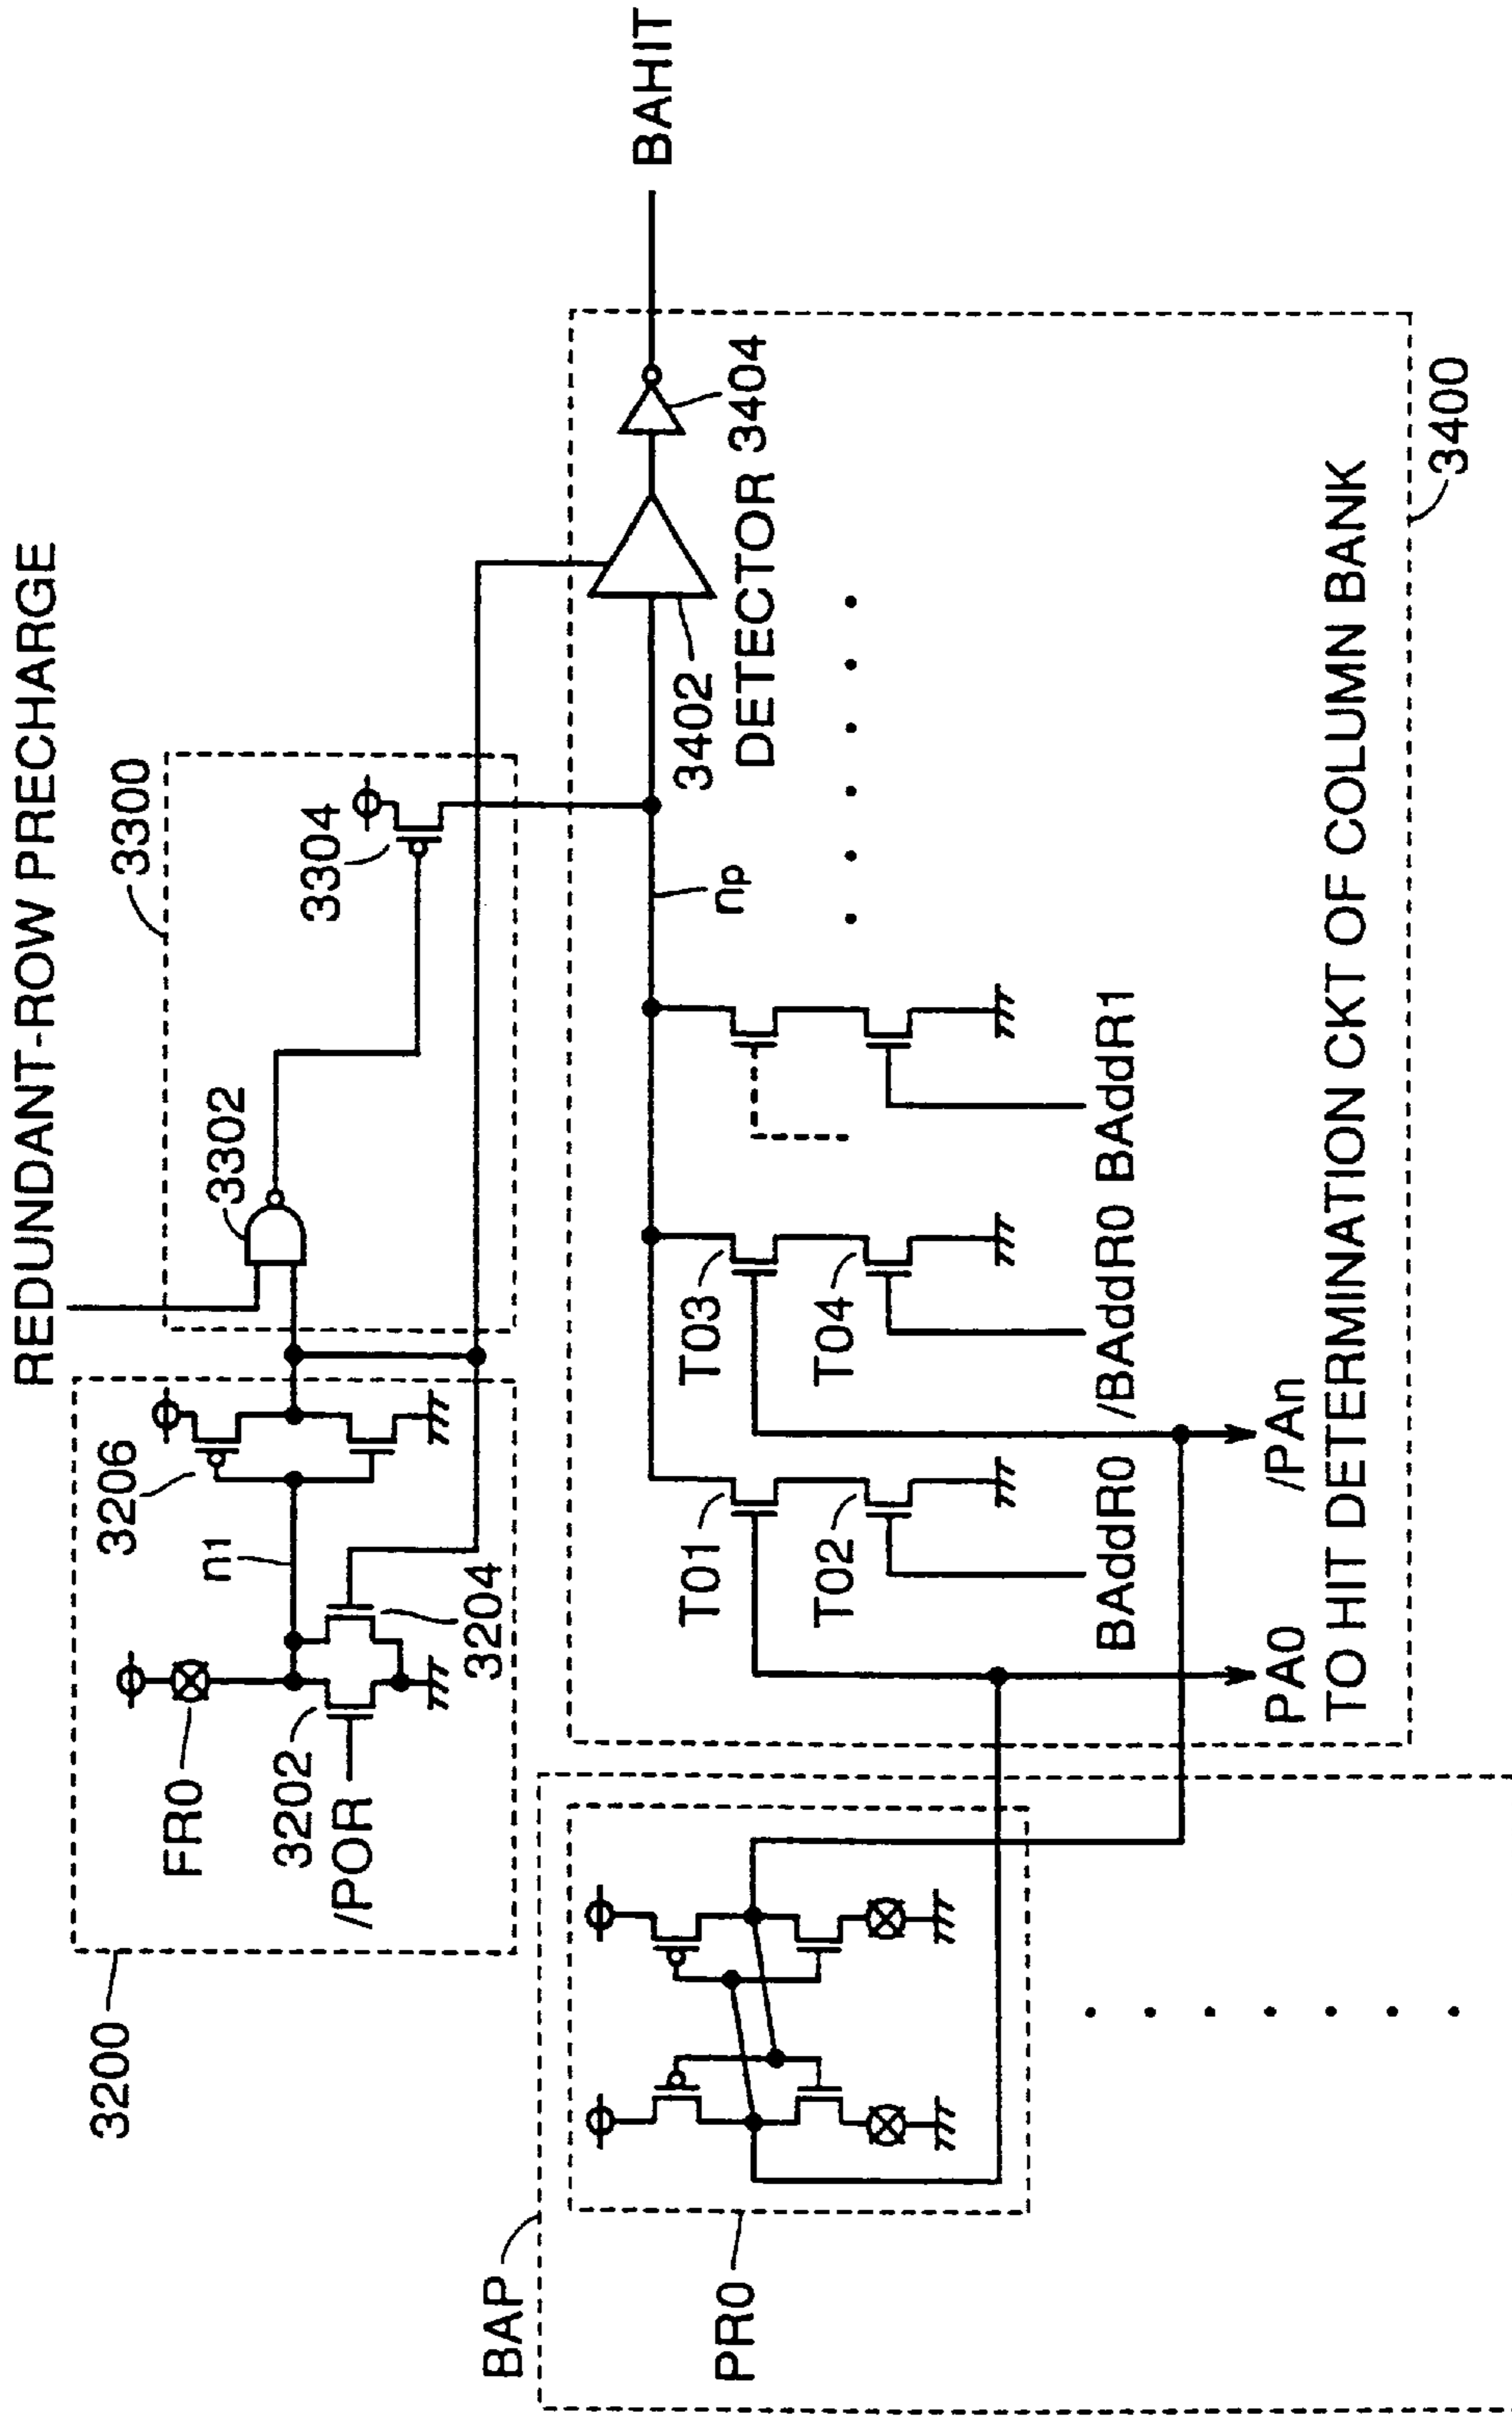 REDUNDANT-ROW PRECHARGE
3200
FR0
3202
/POR
3204
n1
3206
3300
3302
3304
BAHIT
BAP
PR0
T01
T02
T03
T04
np
3402
DETECTOR 3404
BAddR0 /BAddR0 BAddR1
PA0
/PAn
TO HIT DETERMINATION CKT OF COLUMN BANK
3400